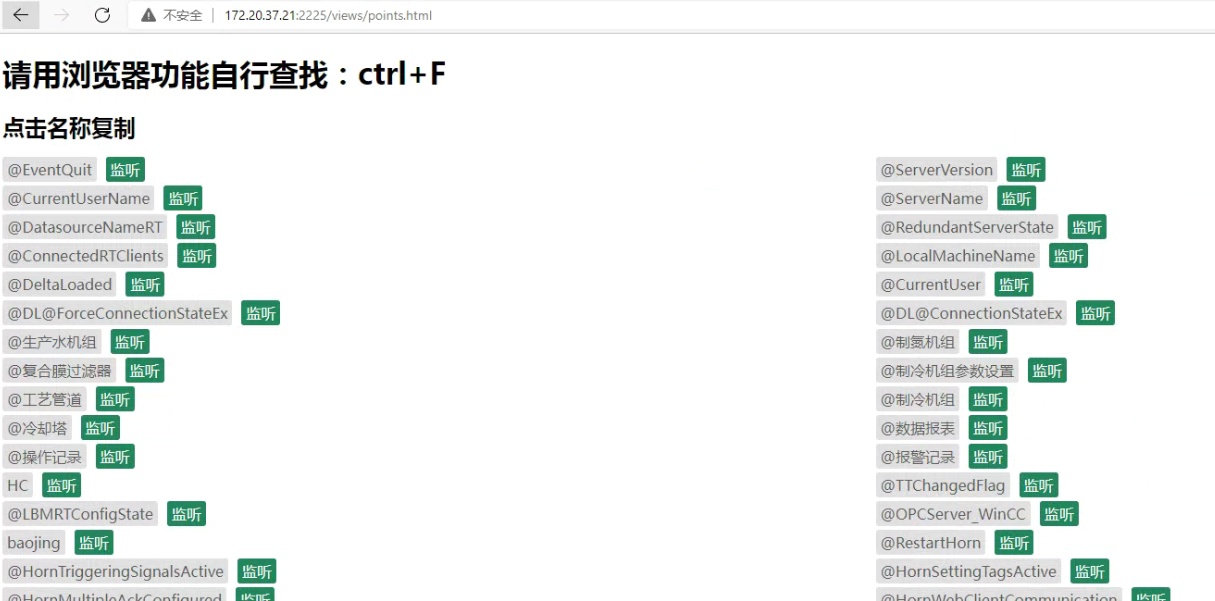 不安全 172.20.37.21:2225/views/points.html
请用浏览器功能自行查找：ctrl+F
点击名称复制
@EventQuit 监听 @ServerVersion 监听
@CurrentUserName 监听 @ServerName 监听
@DatasourceNameRT 监听 @RedundantServerState 监听
@ConnectedRTClients 监听 @LocalMachineName 监听
@DeltaLoaded 监听 @CurrentUser 监听
@DL@ForceConnectionStateEx 监听 @DL@ConnectionStateEx 监听
@生产水机组 监听 @制氮机组 监听
@复合膜过滤器 监听 @制冷机组参数设置 监听
@工艺管道 监听 @制冷机组 监听
@冷却塔 监听 @数据报表 监听
@操作记录 监听 @报警记录 监听
HC 监听 @TTChangedFlag 监听
@LBMRTConfigState 监听 @OPCServer_WinCC 监听
baojing 监听 @RestartHorn 监听
@HornTriggeringSignalsActive 监听 @HornSettingTagsActive 监听
@HornMultipleAckConfigured 监听 @HornWebClientCommunication 监听